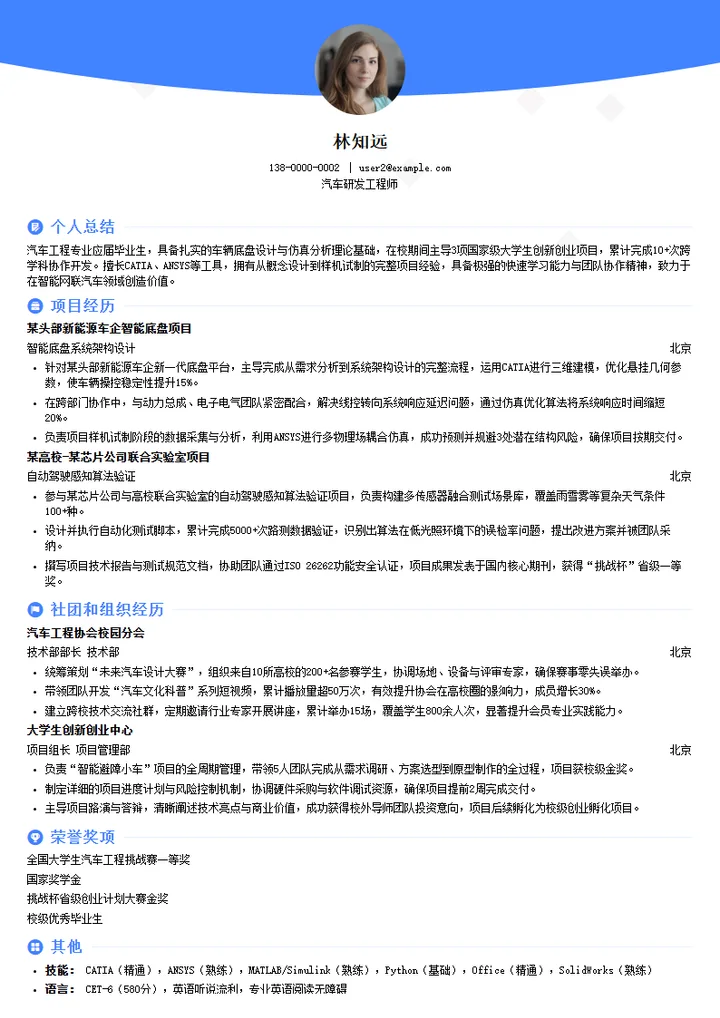 林知远
138-0000-0002 | user2@example.com
汽车研发工程师
个人总结
汽车工程专业应届毕业生，具备扎实的车辆底盘设计与仿真分析理论基础，在校期间主导3项国家级大学生创新创业项目，累计完成10+次跨
学科协作开发。擅长CATIA、ANSYS等工具，拥有从概念设计到样机试制的完整项目经验，具备极强的快速学习能力与团队协作精神，致力于
在智能网联汽车领域创造价值。
项目经历
某头部新能源车企智能底盘项目
智能底盘系统架构设计 北京
• 针对某头部新能源车企新一代底盘平台，主导完成从需求分析到系统架构设计的完整流程，运用CATIA进行三维建模，优化悬挂几何参
数，使车辆操控稳定性提升15%。
• 在跨部门协作中，与动力总成、电子电气团队紧密配合，解决线控转向系统响应延迟问题，通过仿真优化算法将系统响应时间缩短
20%。
• 负责项目样机试制阶段的数据采集与分析，利用ANSYS进行多物理场耦合仿真，成功预测并规避3处潜在结构风险，确保项目按期交付。
某高校-某芯片公司联合实验室项目
自动驾驶感知算法验证 北京
• 参与某芯片公司与高校联合实验室的自动驾驶感知算法验证项目，负责构建多传感器融合测试场景库，覆盖雨雪雾等复杂天气条件
100+种。
• 设计并执行自动化测试脚本，累计完成5000+次路测数据验证，识别出算法在低光照环境下的误检率问题，提出改进方案并被团队采
纳。
• 撰写项目技术报告与测试规范文档，协助团队通过ISO 26262功能安全认证，项目成果发表于国内核心期刊，获得“挑战杯”省级一等
奖。
社团和组织经历
汽车工程协会校园分会
技术部部长 技术部 北京
• 统筹策划“未来汽车设计大赛”，组织来自10所高校的200+名参赛学生，协调场地、设备与评审专家，确保赛事零失误举办。
• 带领团队开发“汽车文化科普”系列短视频，累计播放量超50万次，有效提升协会在高校圈的影响力，成员增长30%。
• 建立跨校技术交流社群，定期邀请行业专家开展讲座，累计举办15场，覆盖学生800余人次，显著提升会员专业实践能力。
大学生创新创业中心
项目组长 项目管理部 北京
• 负责“智能避障小车”项目的全周期管理，带领5人团队完成从需求调研、方案选型到原型制作的全过程，项目获校级金奖。
• 制定详细的项目进度计划与风险控制机制，协调硬件采购与软件调试资源，确保项目提前2周完成交付。
• 主导项目路演与答辩，清晰阐述技术亮点与商业价值，成功获得校外导师团队投资意向，项目后续孵化为校级创业孵化项目。
荣誉奖项
全国大学生汽车工程挑战赛一等奖
国家奖学金
挑战杯省级创业计划大赛金奖
校级优秀毕业生
其他
• 技能： CATIA（精通），ANSYS（熟练），MATLAB/Simulink（熟练），Python（基础），Office（精通），SolidWorks（熟练）
• 语言： CET-6（580分），英语听说流利，专业英语阅读无障碍